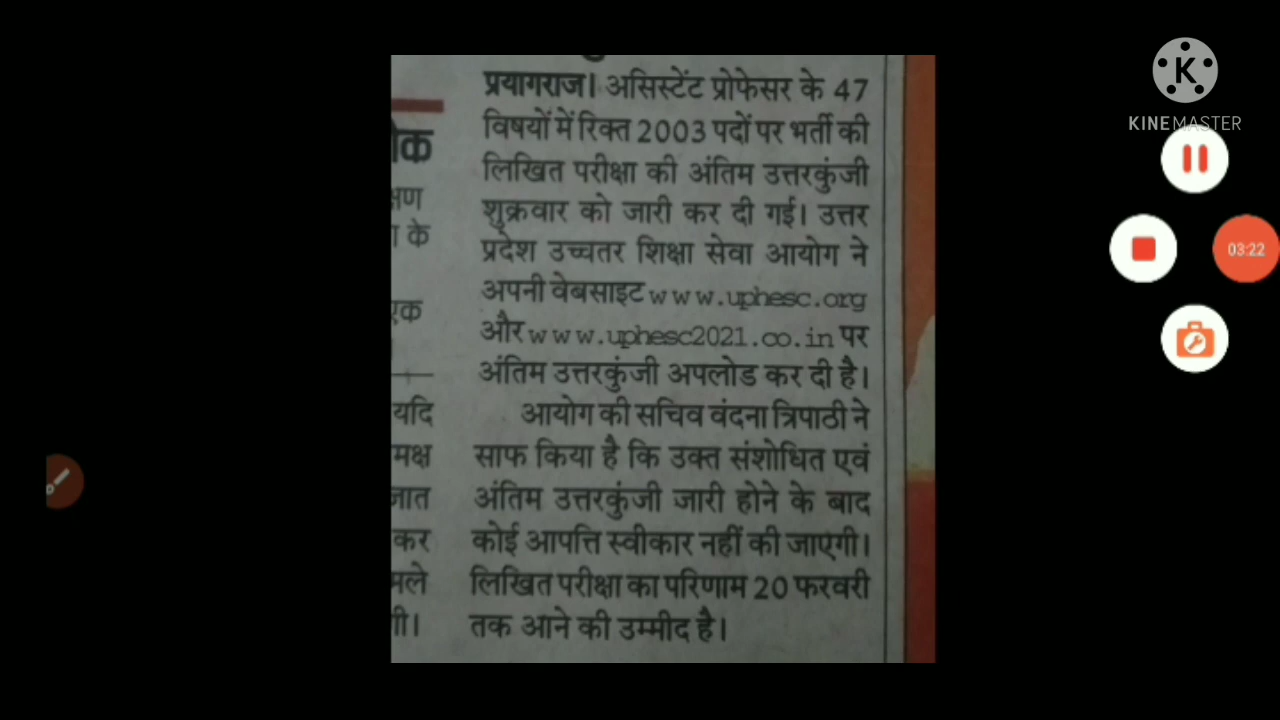 प्रयागराज। असिस्टेंट प्रोफेसर के 47
विषयों में रिक्त 2003 पदों पर भर्ती की
लिखित परीक्षा की अंतिम उत्तरकुंजी
शुक्रवार को जारी कर दी गई। उत्तर
प्रदेश उच्चतर शिक्षा सेवा आयोग ने
अपनी वेबसाइट www.uphesc.org
और www.uphesc2021.co.in पर
अंतिम उत्तरकुंजी अपलोड कर दी है।
आयोग की सचिव वंदना त्रिपाठी ने
साफ किया है कि उक्त संशोधित एवं
अंतिम उत्तरकुंजी जारी होने के बाद
कोई आपत्ति स्वीकार नहीं की जाएगी।
लिखित परीक्षा का परिणाम 20 फरवरी
तक आने की उम्मीद है।
के
यदि
कर
K
KINEMASTER
03:22